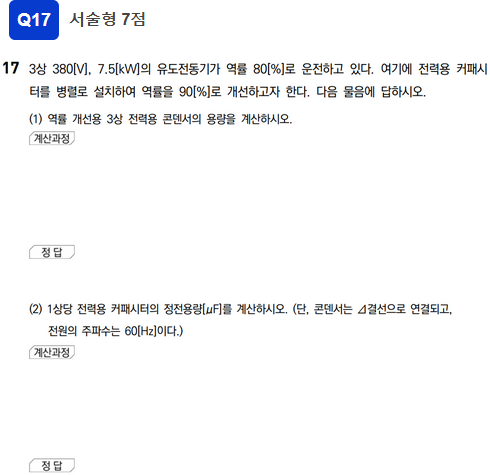 Q17 서술형 7점
17 3상 380[V], 7.5[kW]의 유도전동기가 역률 80[%]로 운전하고 있다. 여기에 전력용 커패시
터를 병렬로 설치하여 역률을 90[%]로 개선하고자 한다. 다음 물음에 답하시오.
(1) 역률 개선용 3상 전력용 콘덴서의 용량을 계산하시오.
계산과정
정 답
(2) 1상당 전력용 커패시터의 정전용량[μF]를 계산하시오. (단, 콘덴서는 ⊿결선으로 연결되고,
전원의 주파수는 60[Hz]이다.)
계산과정
정 답